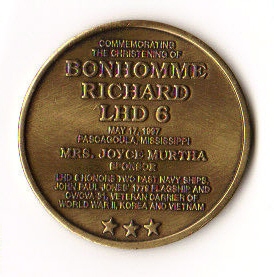 COMMEMORATING
THE CHRISTENING OF
BONHOMME
RICHARD
LHD 6
MAY 17, 1997
PASCAGOULA, MISSISSIPPI
MRS. JOYCE MURTHA
SPONSOR
LHD 6 HONORS TWO PAST NAVY SHIPS,
JOHN PAUL JONES' 1779 FLAGSHIP AND
CV/CVA 31, VETERAN CARRIER OF
WORLD WAR II, KOREA AND VIETNAM